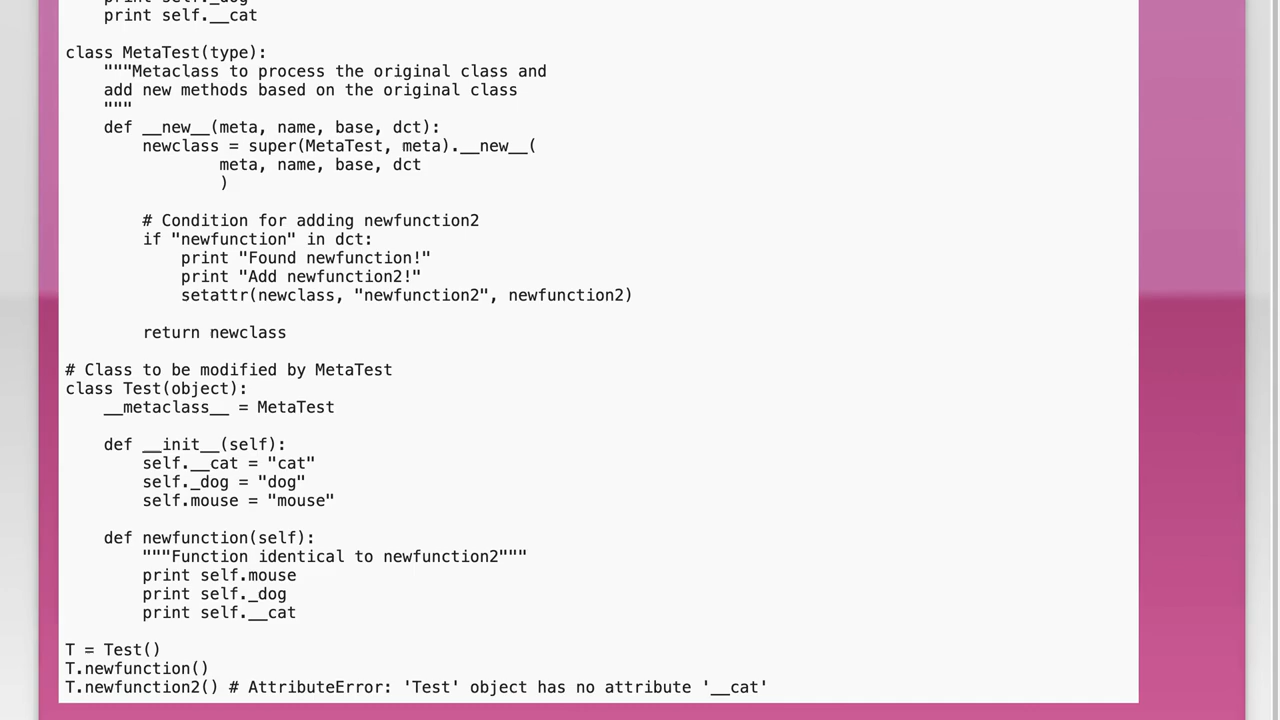 print self._dog
print self.__cat
class MetaTest(type):
"""Metaclass to process the original class and
add new methods based on the original class
"""
def __new__(meta, name, base, dct):
newclass = super(MetaTest, meta).__new__(
meta, name, base, dct
)
# Condition for adding newfunction2
if "newfunction" in dct:
print "Found newfunction!"
print "Add newfunction2!"
setattr(newclass, "newfunction2", newfunction2)
return newclass
# Class to be modified by MetaTest
class Test(object):
__metaclass__ = MetaTest
def __init__(self):
self.__cat = "cat"
self._dog = "dog"
self.mouse = "mouse"
def newfunction(self):
"""Function identical to newfunction2"""
print self.mouse
print self._dog
print self.__cat
T = Test()
T.newfunction()
T.newfunction2() # AttributeError: 'Test' object has no attribute '__cat'